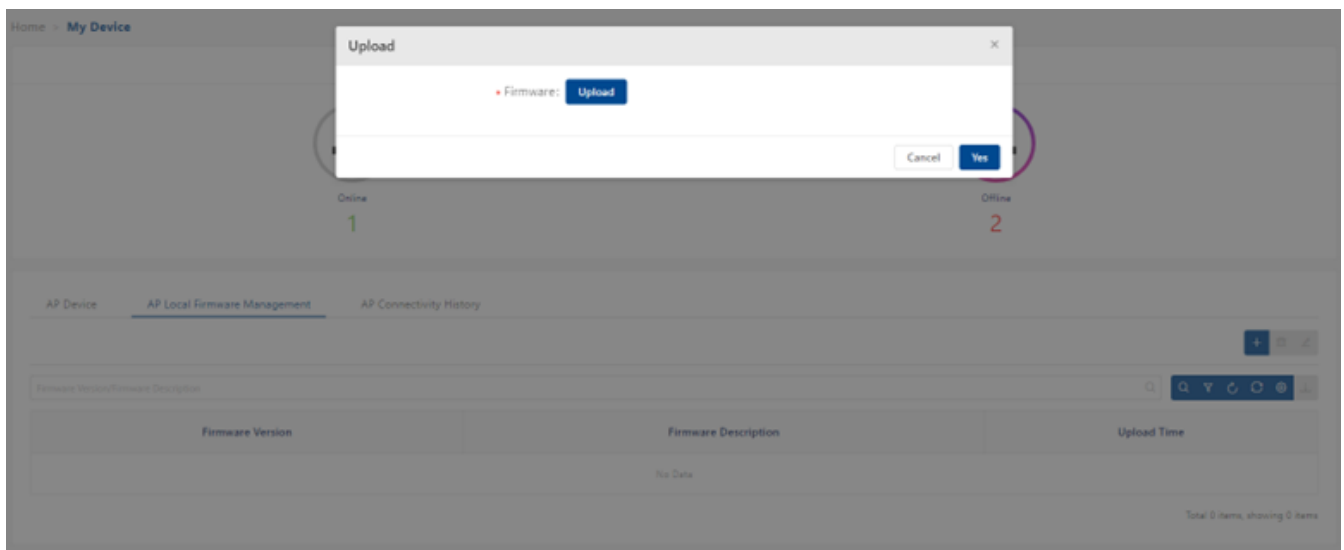 Home > My Device
Upload ×
* Firmware: Upload
Cancel Yes
Online Offline
1 2
AP Device AP Local Firmware Management AP Connectivity History
Firmware Version/Firmware Description
Firmware Version Firmware Description Upload Time
No Data
Total 0 items, showing 0 items